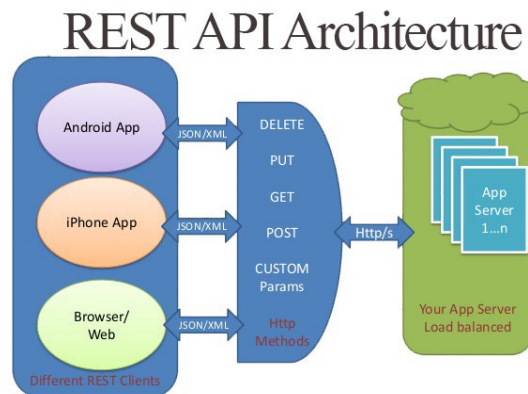 REST API Architecture
Android App
iPhone App
Browser/
Web
Different REST Clients
JSON/XML
JSON/XML
JSON/XML
DELETE
PUT
GET
POST
CUSTOM
Params
Http
Methods
Http/s
App
Server
1...n
Your App Server
Load balanced